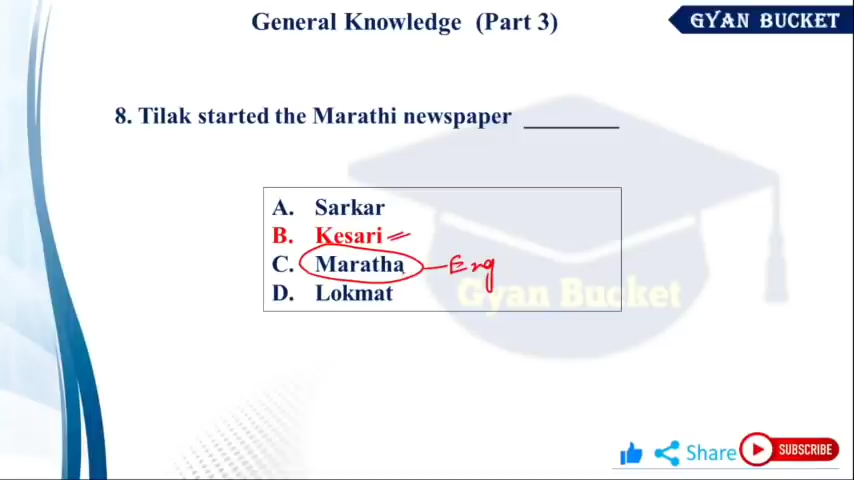 General Knowledge (Part 3)
GYAN BUCKET
8. Tilak started the Marathi newspaper ________
A. Sarkar
B. Kesari
C. Maratha - Eng
D. Lokmat
Gyan Bucket
Share
SUBSCRIBE